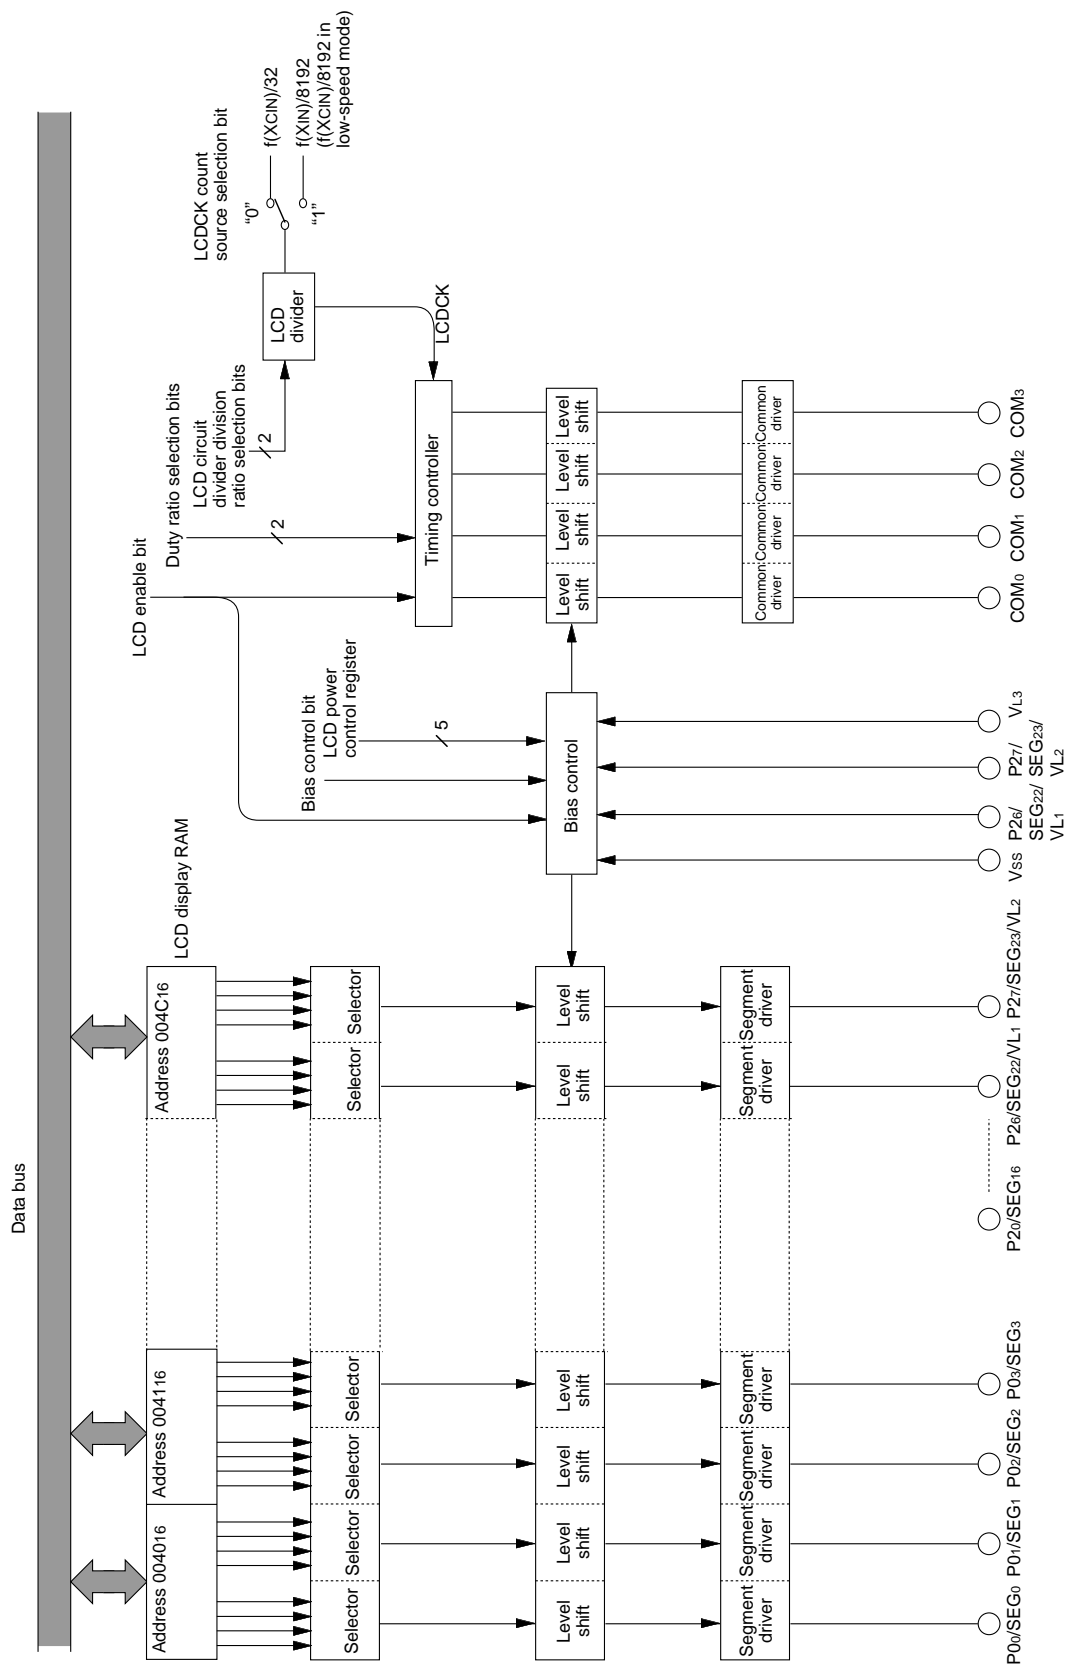 Data bus
LCD enable bit
Duty ratio selection bits
LCD circuit
divider division
ratio selection bits
2
2
LCDCK count
source selection bit
"0"
"1"
f(XCIN)/32
f(XIN)/8192
(f(XCIN)/8192 in
low-speed mode)
LCD
divider
LCDCK
Timing controller
LCD display RAM
Address 004016
Address 004116
Address 004C16
Bias control bit
LCD power
control register
5
Selector
Selector
Selector
Selector
Selector
Selector
Level
shift
Level
shift
Level
shift
Level
shift
Level
shift
Level
shift
Bias control
Level
shift
Level
shift
Level
shift
Level
shift
Segment
driver
Segment
driver
Segment
driver
Segment
driver
Segment
driver
Segment
driver
Common
driver
Common
driver
Common
driver
Common
driver
P00/SEG0
P01/SEG1
P02/SEG2
P03/SEG3
P20/SEG16
P26/SEG22/VL1
P27/SEG23/VL2
VSS
P26/
SEG22/
VL1
P27/
SEG23/
VL2
VL3
COM0
COM1
COM2
COM3